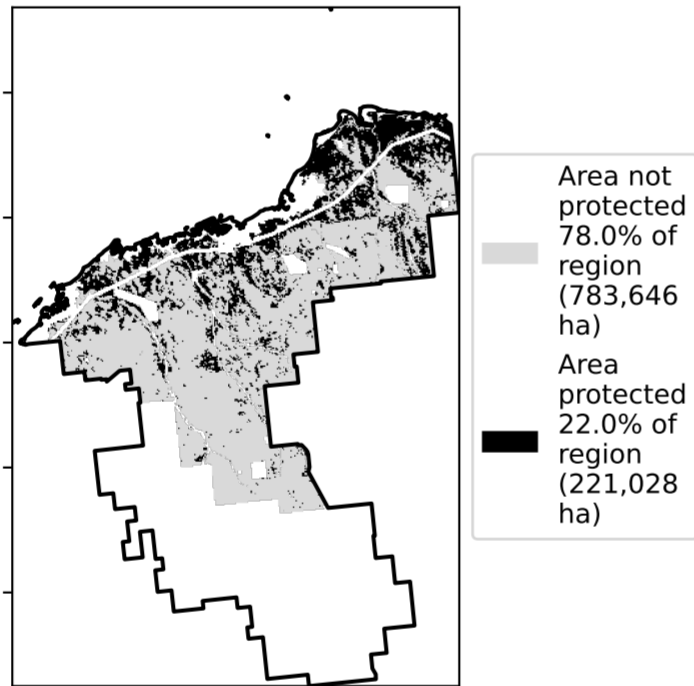 Area not
protected
78.0% of
region
(783,646
ha)
Area
protected
22.0% of
region
(221,028
ha)